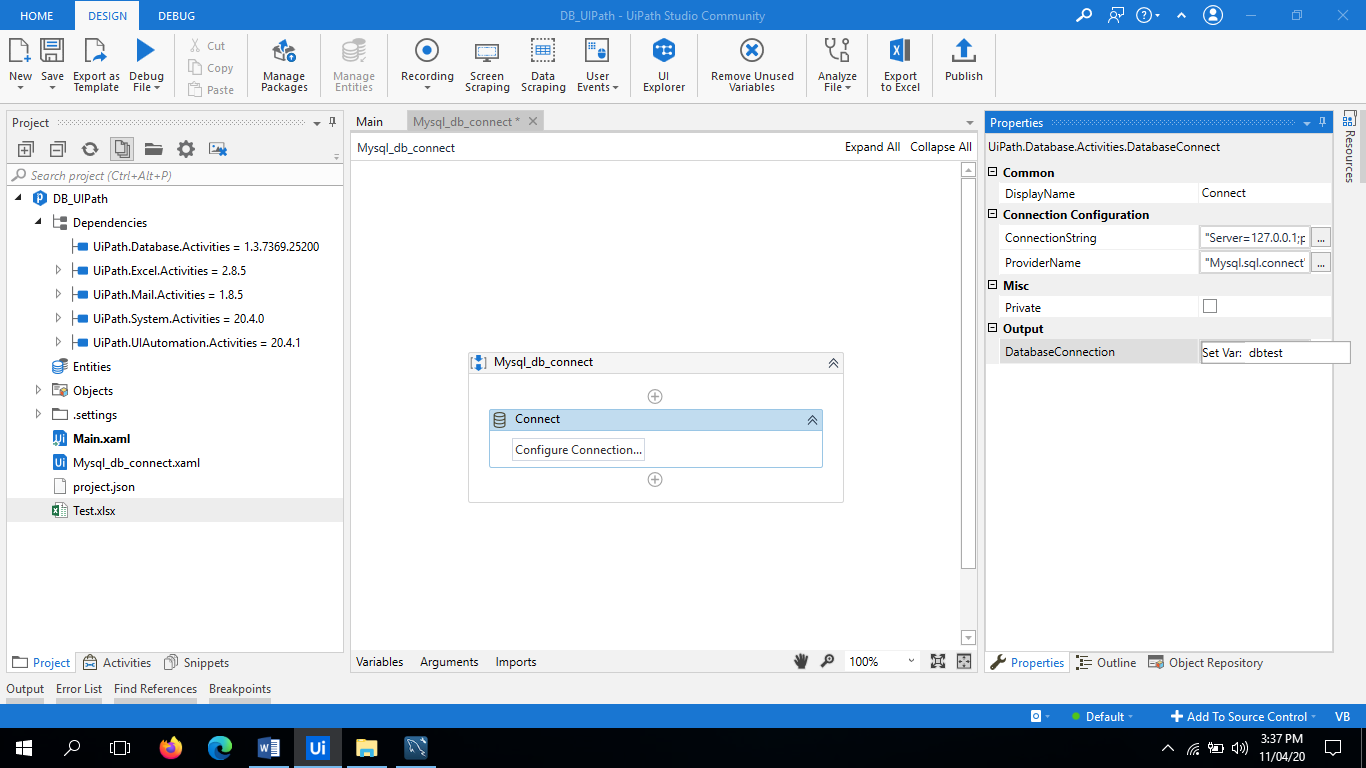 HOME DESIGN DEBUG DB_UIPath - UiPath Studio Community
New Save Export as Template Debug File Cut Copy Paste Manage Packages Manage Entities Recording Screen Scraping Data Scraping User Events UI Explorer Remove Unused Variables Analyze File Export to Excel Publish
Project
Search project (Ctrl+Alt+P)
DB_UIPath
Dependencies
UiPath.Database.Activities = 1.3.7369.25200
UiPath.Excel.Activities = 2.8.5
UiPath.Mail.Activities = 1.8.5
UiPath.System.Activities = 20.4.0
UiPath.UIAutomation.Activities = 20.4.1
Entities
Objects
.settings
Main.xaml
Mysql_db_connect.xaml
project.json
Test.xlsx
Project Activities Snippets
Main Mysql_db_connect *
Mysql_db_connect Expand All Collapse All
Mysql_db_connect
Connect
Configure Connection...
Variables Arguments Imports 100%
Properties
UiPath.Database.Activities.DatabaseConnect
Common
DisplayName Connect
Connection Configuration
ConnectionString "Server=127.0.0.1;p ...
ProviderName "Mysql.sql.connect" ...
Misc
Private
Output
DatabaseConnection Set Var: dbtest
Properties Outline Object Repository
Resources
Output Error List Find References Breakpoints
Default Add To Source Control VB
Ui
3:37 PM
11/04/20